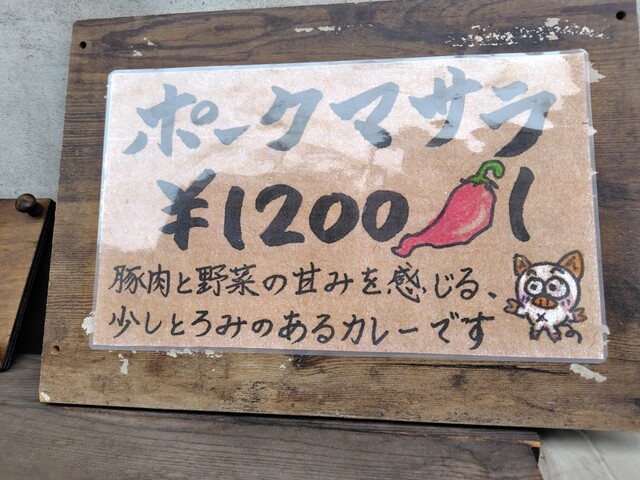 ポークマサラ
¥1200 1
豚肉と野菜の甘みを感じる、
少しとろみのあるカレーです